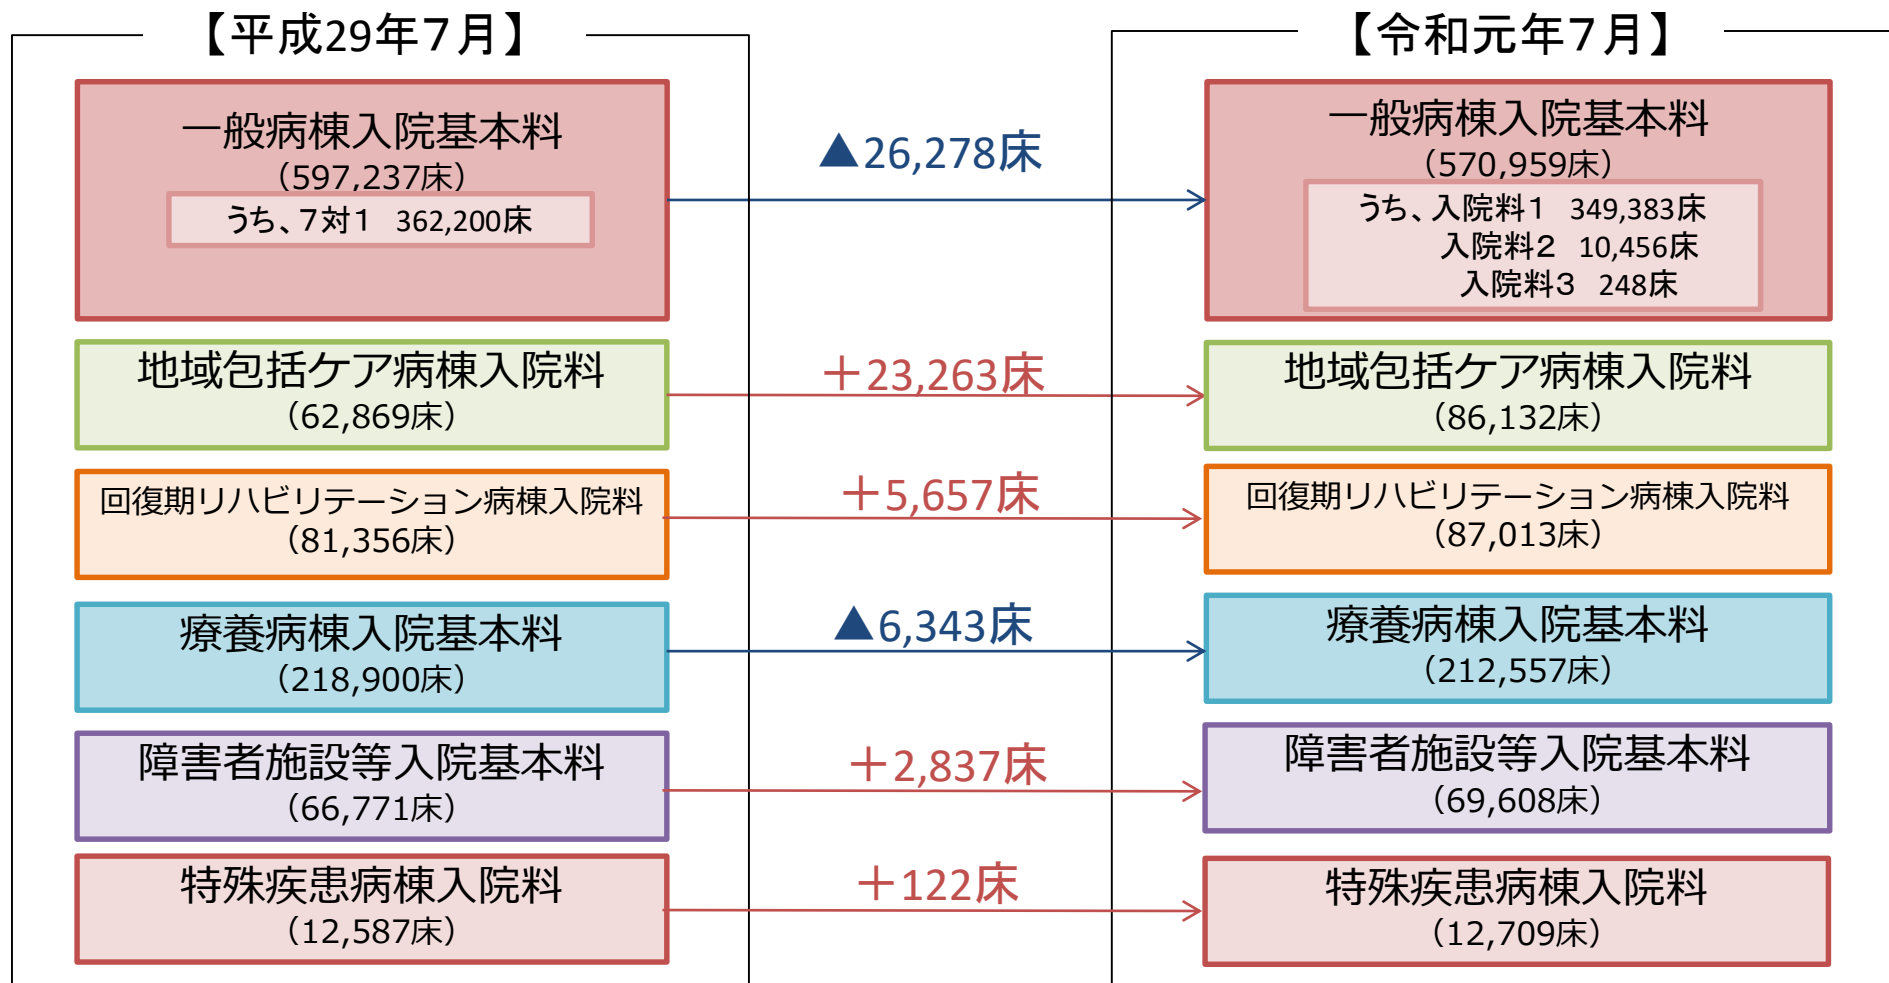 【平成29年７月】
一般病棟入院基本料
（597,237床）
うち、７対１　362,200床
地域包括ケア病棟入院料
（62,869床）
回復期リハビリテーション病棟入院料
（81,356床）
療養病棟入院基本料
（218,900床）
障害者施設等入院基本料
（66,771床）
特殊疾患病棟入院料
（12,587床）
▲26,278床
＋23,263床
＋5,657床
▲6,343床
＋2,837床
＋122床
【令和元年７月】
一般病棟入院基本料
（570,959床）
うち、入院料１　349,383床
入院料２　10,456床
入院料３　248床
地域包括ケア病棟入院料
（86,132床）
回復期リハビリテーション病棟入院料
（87,013床）
療養病棟入院基本料
（212,557床）
障害者施設等入院基本料
（69,608床）
特殊疾患病棟入院料
（12,709床）